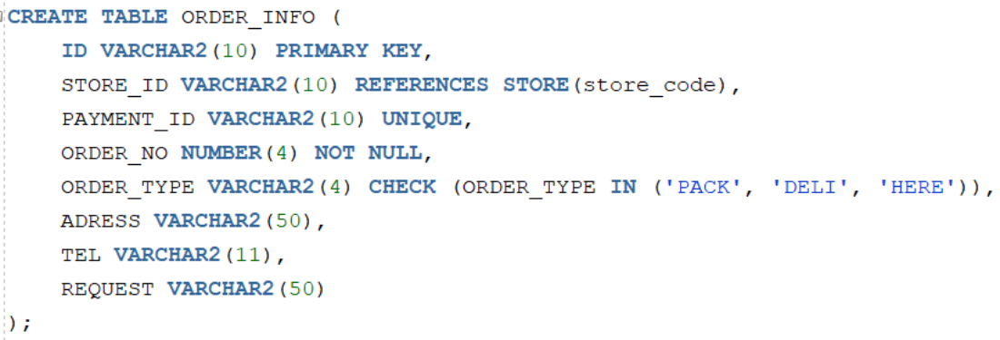 CREATE TABLE ORDER_INFO (
    ID VARCHAR2(10) PRIMARY KEY,
    STORE_ID VARCHAR2(10) REFERENCES STORE(store_code),
    PAYMENT_ID VARCHAR2(10) UNIQUE,
    ORDER_NO NUMBER(4) NOT NULL,
    ORDER_TYPE VARCHAR2(4) CHECK (ORDER_TYPE IN ('PACK', 'DELI', 'HERE')),
    ADRESS VARCHAR2(50),
    TEL VARCHAR2(11),
    REQUEST VARCHAR2(50)
);